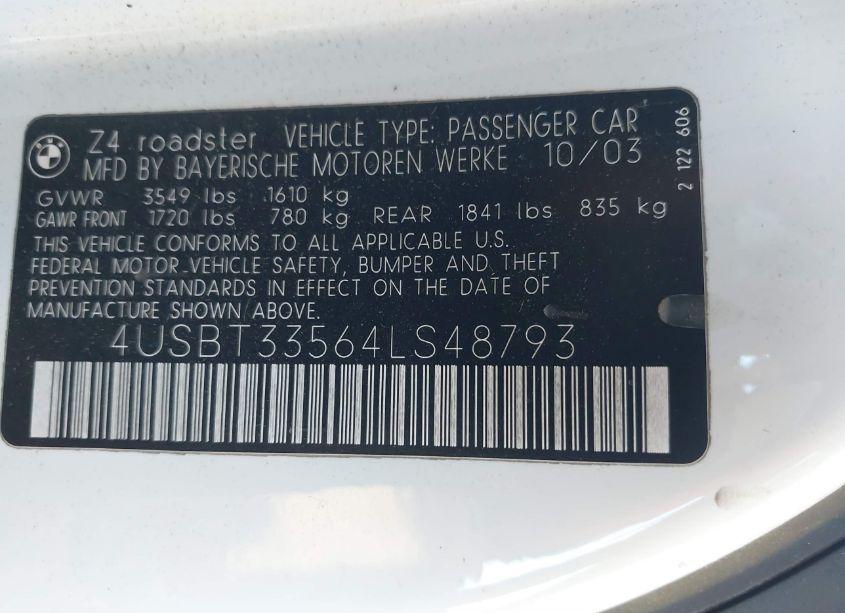 Z4 roadster VEHICLE TYPE: PASSENGER CAR
MFD BY BAYERISCHE MOTOREN WERKE 10/03
GVWR 3549 lbs 1610 kg
GAWR FRONT 1720 lbs 780 kg REAR 1841 lbs 835 kg
THIS VEHICLE CONFORMS TO ALL APPLICABLE U.S.
FEDERAL MOTOR VEHICLE SAFETY, BUMPER AND THEFT
PREVENTION STANDARDS IN EFFECT ON THE DATE OF
MANUFACTURE SHOWN ABOVE.
4USBT33564LS48793
2 122 606